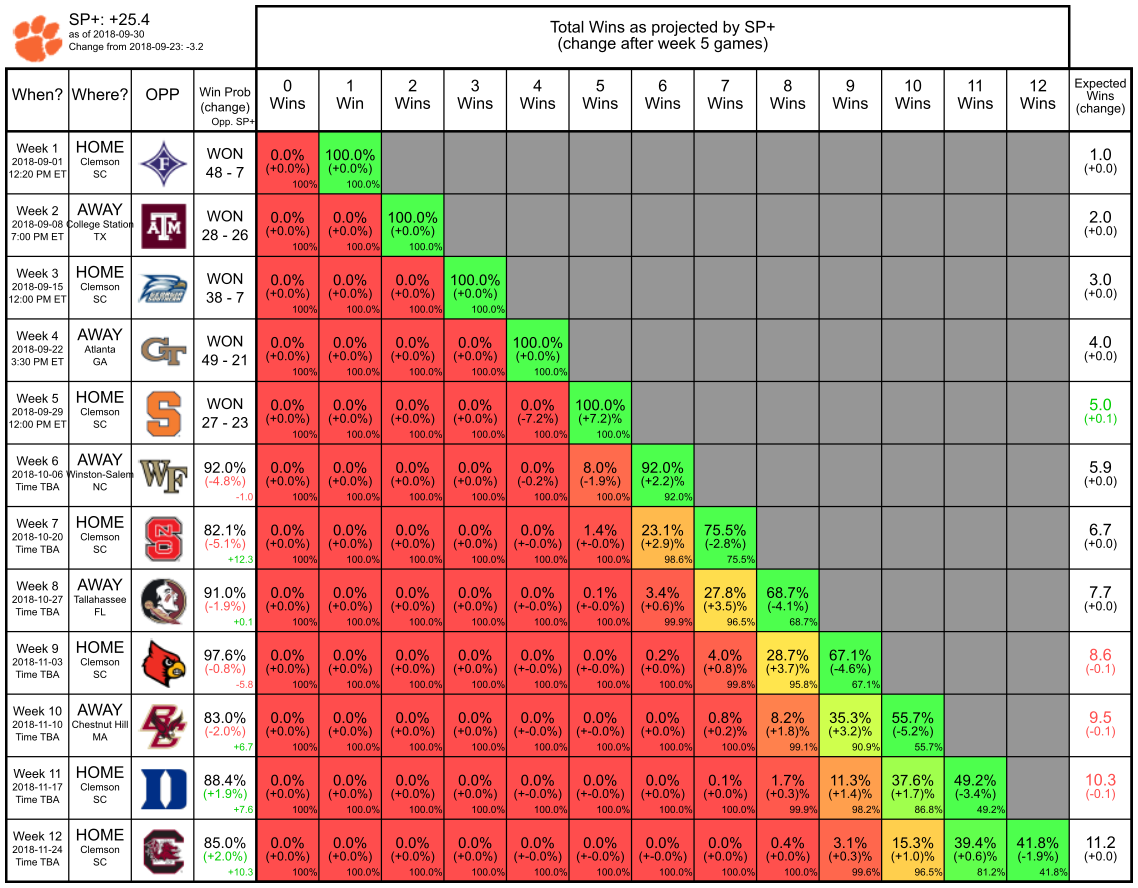 SP+: +25.4
as of 2018-09-30
Change from 2018-09-23: -3.2
Total Wins as projected by SP+
(change after week 5 games)
When? Where? OPP Win Prob (change) Opp. SP+ 0 Wins 1 Win 2 Wins 3 Wins 4 Wins 5 Wins 6 Wins 7 Wins 8 Wins 9 Wins 10 Wins 11 Wins 12 Wins Expected Wins (change)
Week 1 HOME F WON 0.0% 100.0% 1.0
2018-09-01 Clemson 48 - 7 (+0.0%) (+0.0%) (+0.0)
12:20 PM ET SC 100% 100.0%
Week 2 AWAY ATM WON 0.0% 0.0% 100.0% 2.0
2018-09-08 College Station 28 - 26 (+0.0%) (+0.0%) (+0.0%) (+0.0)
7:00 PM ET TX 100% 100.0% 100.0%
Week 3 HOME WON 0.0% 0.0% 0.0% 100.0% 3.0
2018-09-15 Clemson 38 - 7 (+0.0%) (+0.0%) (+0.0%) (+0.0%) (+0.0)
12:00 PM ET SC 100% 100.0% 100.0% 100.0%
Week 4 AWAY GT WON 0.0% 0.0% 0.0% 0.0% 100.0% 4.0
2018-09-22 Atlanta 49 - 21 (+0.0%) (+0.0%) (+0.0%) (+0.0%) (+0.0%) (+0.0)
3:30 PM ET GA 100% 100.0% 100.0% 100.0% 100.0%
Week 5 HOME S WON 0.0% 0.0% 0.0% 0.0% 0.0% 100.0% 5.0
2018-09-29 Clemson 27 - 23 (+0.0%) (+0.0%) (+0.0%) (+0.0%) (-7.2%) (+7.2)% (+0.1)
12:00 PM ET SC 100% 100.0% 100.0% 100.0% 100.0% 100.0%
Week 6 AWAY WF 92.0% 0.0% 0.0% 0.0% 0.0% 0.0% 8.0% 92.0% 5.9
2018-10-06 Winston-Salem (-4.8%) (+0.0%) (+0.0%) (+0.0%) (+0.0%) (-0.2%) (-1.9%) (+2.2)% (+0.0)
Time TBA NC -1.0 100% 100.0% 100.0% 100.0% 100.0% 100.0% 92.0%
Week 7 HOME NCS 82.1% 0.0% 0.0% 0.0% 0.0% 0.0% 1.4% 23.1% 75.5% 6.7
2018-10-20 Clemson (-5.1%) (+0.0%) (+0.0%) (+0.0%) (+0.0%) (+-0.0%) (+-0.0%) (+2.9)% (-2.8%) (+0.0)
Time TBA SC +12.3 100% 100.0% 100.0% 100.0% 100.0% 100.0% 98.6% 75.5%
Week 8 AWAY 91.0% 0.0% 0.0% 0.0% 0.0% 0.0% 0.1% 3.4% 27.8% 68.7% 7.7
2018-10-27 Tallahassee (-1.9%) (+0.0%) (+0.0%) (+0.0%) (+0.0%) (+-0.0%) (+-0.0%) (+0.6)% (+3.5)% (-4.1%) (+0.0)
Time TBA FL +0.1 100% 100.0% 100.0% 100.0% 100.0% 100.0% 99.9% 96.5% 68.7%
Week 9 HOME 97.6% 0.0% 0.0% 0.0% 0.0% 0.0% 0.0% 0.2% 4.0% 28.7% 67.1% 8.6
2018-11-03 Clemson (-0.8%) (+0.0%) (+0.0%) (+0.0%) (+0.0%) (+-0.0%) (+-0.0%) (+0.0)% (+0.8)% (+3.7)% (-4.6%) (-0.1)
Time TBA SC -5.8 100% 100.0% 100.0% 100.0% 100.0% 100.0% 100.0% 99.8% 95.8% 67.1%
Week 10 AWAY BC 83.0% 0.0% 0.0% 0.0% 0.0% 0.0% 0.0% 0.0% 0.8% 8.2% 35.3% 55.7% 9.5
2018-11-10 Chestnut Hill (-2.0%) (+0.0%) (+0.0%) (+0.0%) (+0.0%) (+-0.0%) (+-0.0%) (+0.0%) (+0.2)% (+1.8)% (+3.2)% (-5.2%) (-0.1)
Time TBA MA +6.7 100% 100.0% 100.0% 100.0% 100.0% 100.0% 100.0% 100.0% 99.1% 90.9% 55.7%
Week 11 HOME D 88.4% 0.0% 0.0% 0.0% 0.0% 0.0% 0.0% 0.0% 0.1% 1.7% 11.3% 37.6% 49.2% 10.3
2018-11-17 Clemson (+1.9%) (+0.0%) (+0.0%) (+0.0%) (+0.0%) (+0.0%) (+-0.0%) (+-0.0%) (+0.0)% (+0.3)% (+1.4)% (+1.7)% (-3.4%) (-0.1)
Time TBA SC +7.6 100% 100.0% 100.0% 100.0% 100.0% 100.0% 100.0% 100.0% 99.9% 98.2% 86.8% 49.2%
Week 12 HOME C 85.0% 0.0% 0.0% 0.0% 0.0% 0.0% 0.0% 0.0% 0.0% 0.4% 3.1% 15.3% 39.4% 41.8% 11.2
2018-11-24 Clemson (+2.0%) (+0.0%) (+0.0%) (+0.0%) (+0.0%) (+0.0%) (+-0.0%) (+-0.0%) (+-0.0%) (+0.0)% (+0.3)% (+1.0)% (+0.6)% (-1.9%) (+0.0)
Time TBA SC +10.3 100% 100.0% 100.0% 100.0% 100.0% 100.0% 100.0% 100.0% 100.0% 99.6% 96.5% 81.2% 41.8%